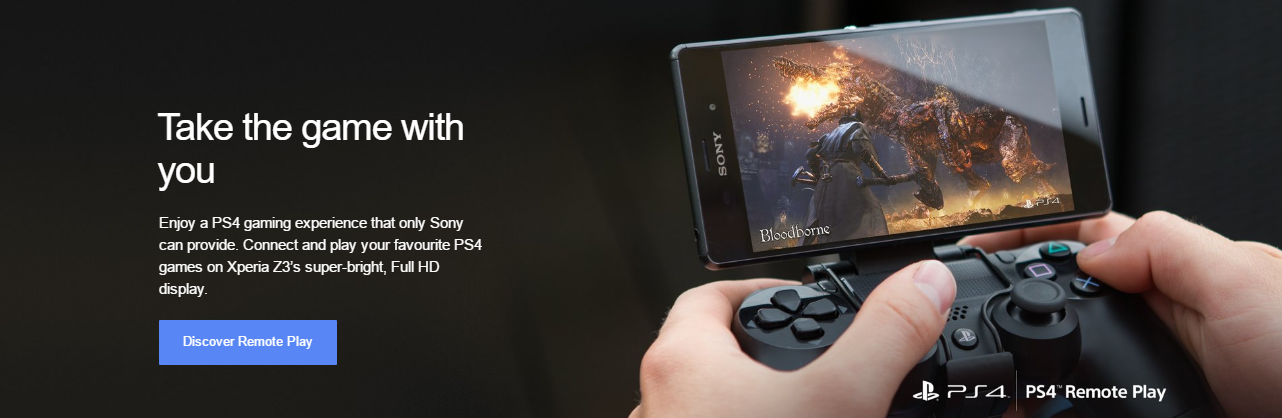 Take the game with
you
Enjoy a PS4 gaming experience that only Sony
can provide. Connect and play your favourite PS4
games on Xperia Z3's super-bright, Full HD
display.
Discover Remote Play
SONY
Bloodborne
PS4
PS4 | PS4™ Remote Play